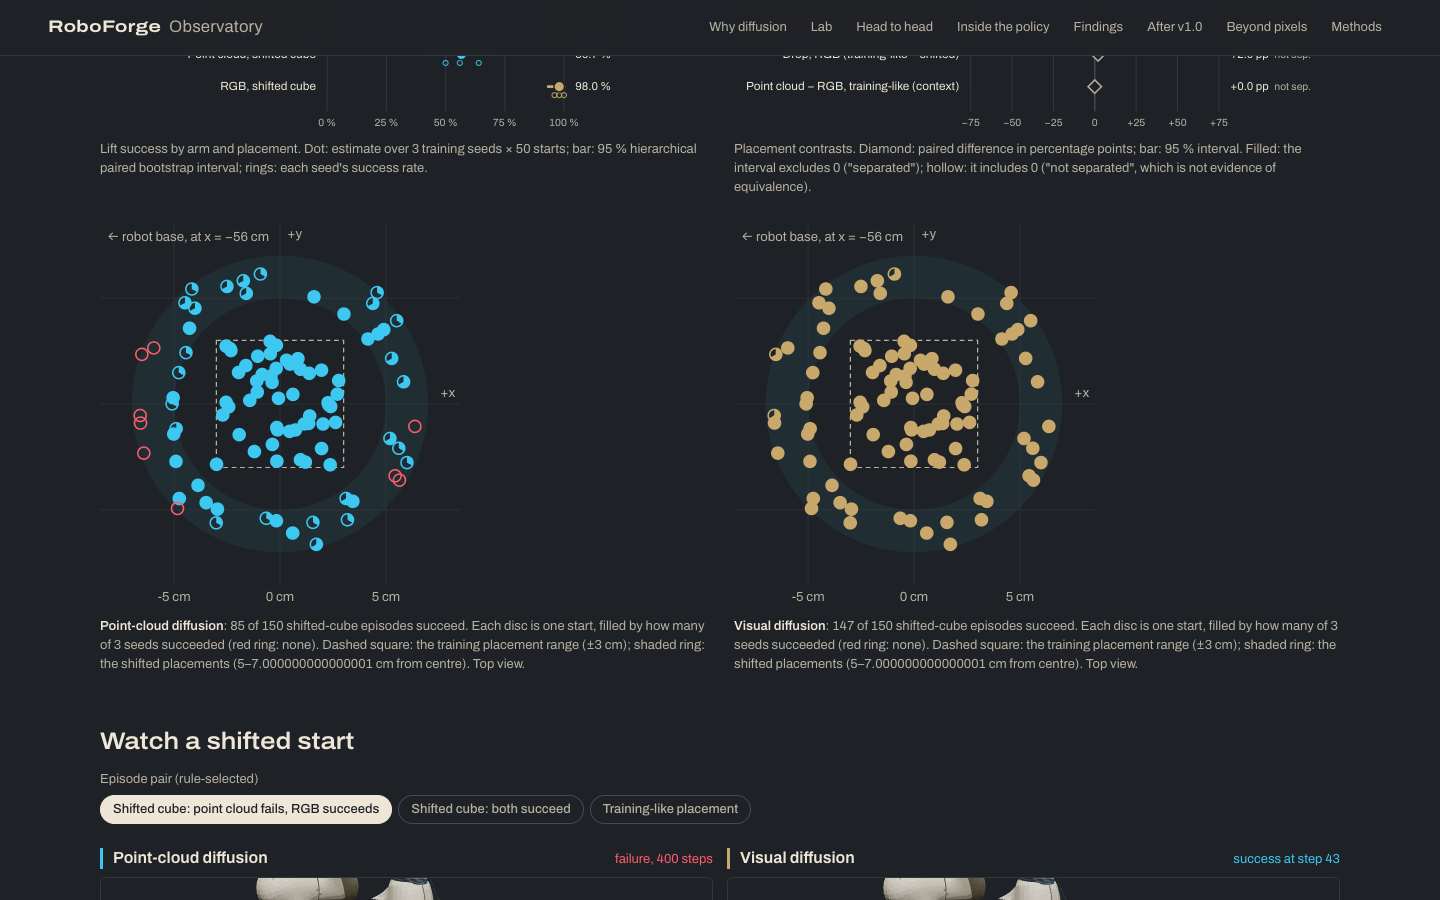 RoboForge Observatory
Why diffusion Lab Head to head Inside the policy Findings After v1.0 Beyond pixels Methods
RGB, shifted cube
98.0 %
0 % 25 % 50 % 75 % 100 %
Lift success by arm and placement. Dot: estimate over 3 training seeds × 50 starts; bar: 95 % hierarchical
paired bootstrap interval; rings: each seed's success rate.
Point cloud – RGB, training-like (context)
+0.0 pp not sep.
−75 −50 −25 0 +25 +50 +75
Placement contrasts. Diamond: paired difference in percentage points; bar: 95 % interval. Filled: the
interval excludes 0 ("separated"); hollow: it includes 0 ("not separated", which is not evidence of
equivalence).
← robot base, at x = −56 cm
+y
+x
-5 cm 0 cm 5 cm
Point-cloud diffusion: 85 of 150 shifted-cube episodes succeed. Each disc is one start, filled by how many
of 3 seeds succeeded (red ring: none). Dashed square: the training placement range (±3 cm); shaded ring:
the shifted placements (5–7.000000000000001 cm from centre). Top view.
← robot base, at x = −56 cm
+y
+x
-5 cm 0 cm 5 cm
Visual diffusion: 147 of 150 shifted-cube episodes succeed. Each disc is one start, filled by how many of 3
seeds succeeded (red ring: none). Dashed square: the training placement range (±3 cm); shaded ring: the
shifted placements (5–7.000000000000001 cm from centre). Top view.
Watch a shifted start
Episode pair (rule-selected)
Shifted cube: point cloud fails, RGB succeeds
Shifted cube: both succeed
Training-like placement
Point-cloud diffusion
failure, 400 steps
Visual diffusion
success at step 43